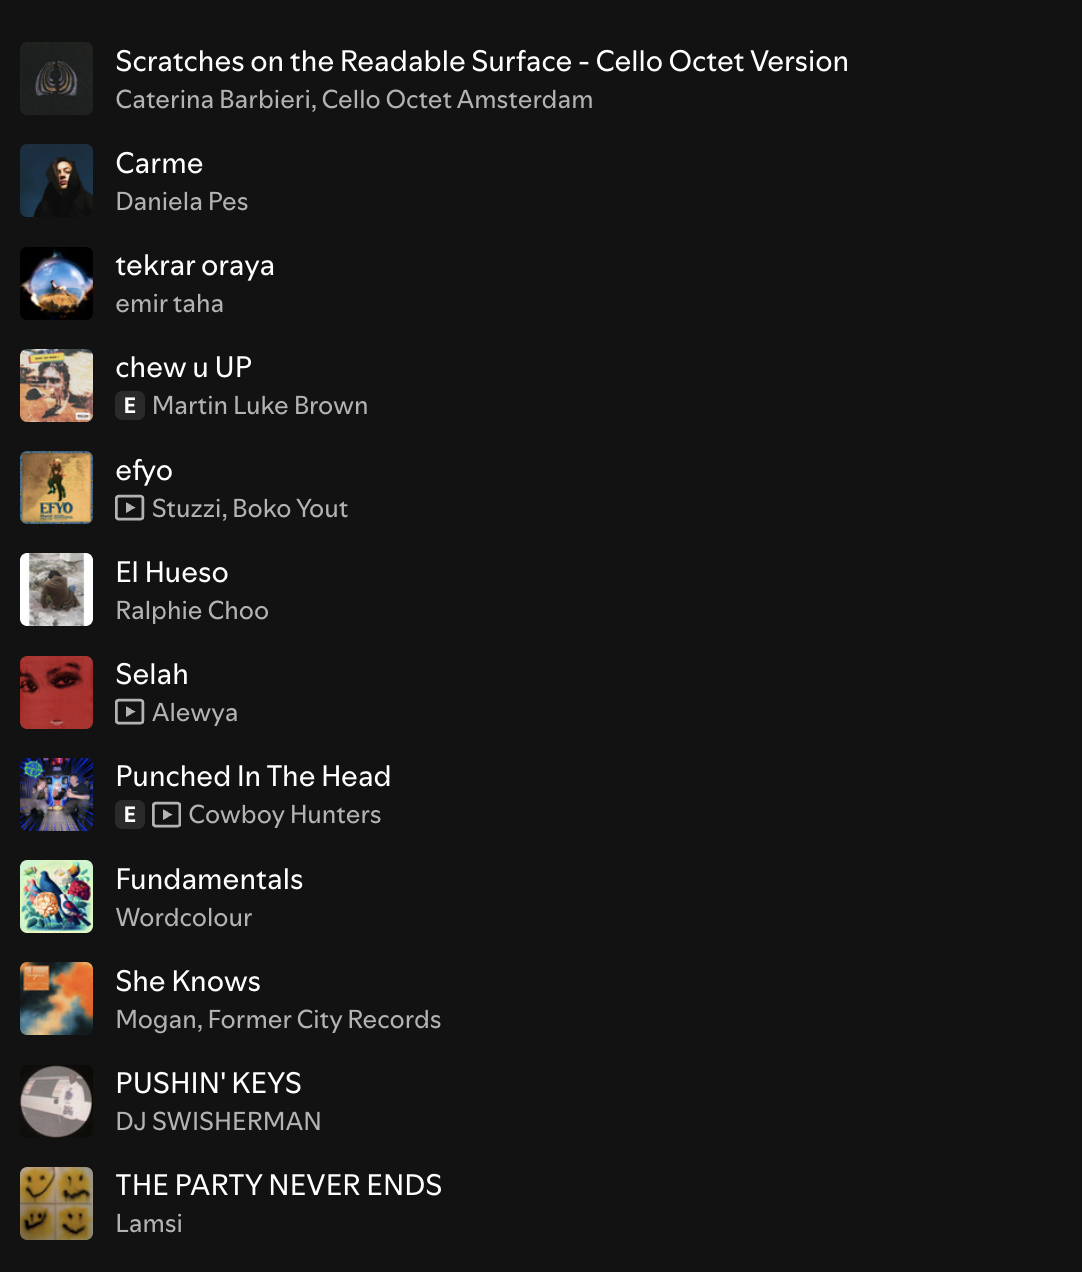 Scratches on the Readable Surface - Cello Octet Version
Caterina Barbieri, Cello Octet Amsterdam
Carme
Daniela Pes
tekrar oraya
emir taha
chew u UP
E Martin Luke Brown
efyo
EFYO
Stuzzi, Boko Yout
El Hueso
Ralphie Choo
Selah
Alewya
Punched In The Head
E Cowboy Hunters
Fundamentals
Wordcolour
She Knows
Mogan, Former City Records
PUSHIN' KEYS
DJ SWISHERMAN
THE PARTY NEVER ENDS
Lamsi